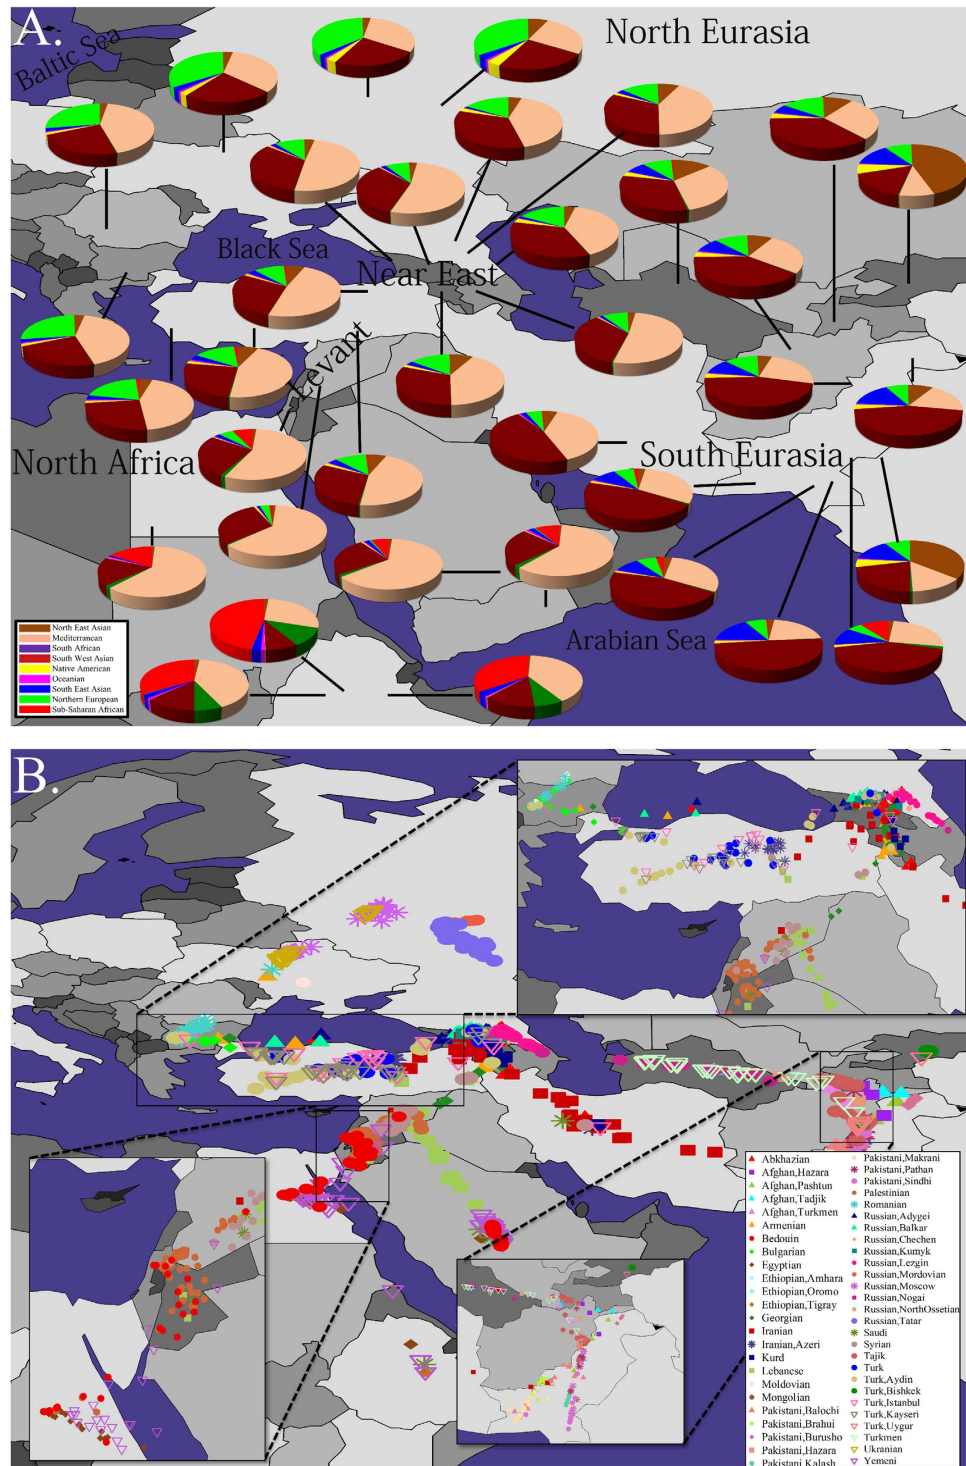 A.
Baltic Sea
North Eurasia
Black Sea
Near East
Levant
North Africa
South Eurasia
Arabian Sea
North East Asian
Mediterranean
South African
South West Asian
Native American
Oceanian
South East Asian
Northern European
Sub-Saharan African
B.
Abkhazian
Afghan,Hazara
Afghan,Pashtun
Afghan,Tadjik
Afghan,Turkmen
Armenian
Bedouin
Bulgarian
Egyptian
Ethiopian,Amhara
Ethiopian,Oromo
Ethiopian,Tigray
Georgian
Iranian
Iranian,Azeri
Kurd
Lebanese
Moldovian
Mongolian
Pakistani,Balochi
Pakistani,Brahui
Pakistani,Burusho
Pakistani,Hazara
Pakistani,Kalash
Pakistani,Makrani
Pakistani,Pathan
Pakistani,Sindhi
Palestinian
Romanian
Russian,Adygei
Russian,Balkar
Russian,Chechen
Russian,Kumyk
Russian,Lezgin
Russian,Mordovian
Russian,Moscow
Russian,Nogai
Russian,NorthOssetian
Russian,Tatar
Saudi
Syrian
Tajik
Turk
Turk,Aydin
Turk,Bishkek
Turk,Istanbul
Turk,Kayseri
Turk,Uygur
Turkmen
Ukranian
Yemeni